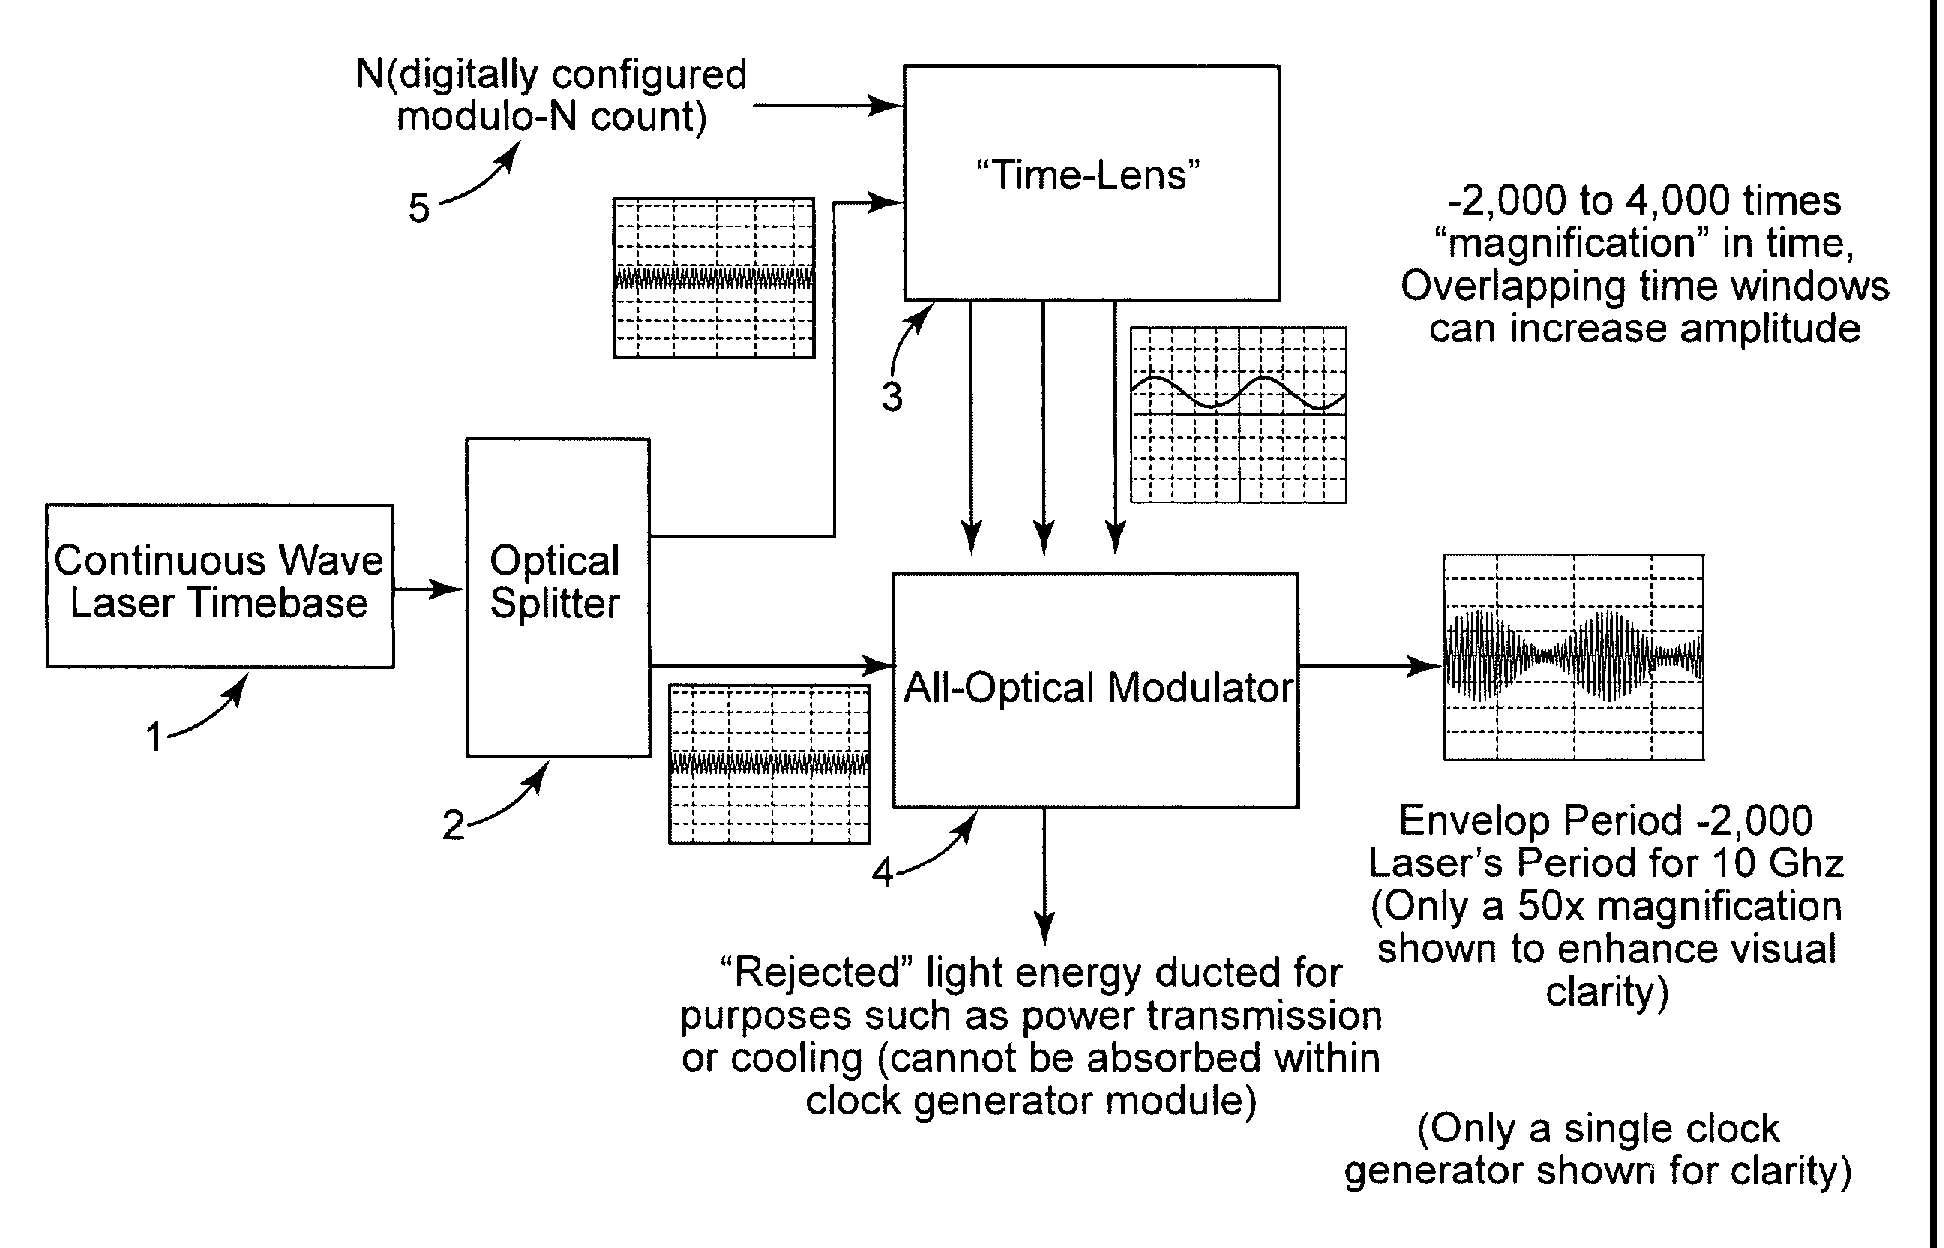 N(digitally configured
modulo-N count)
5
“Time-Lens”
-2,000 to 4,000 times
“magnification” in time,
Overlapping time windows
can increase amplitude
3
Continuous Wave
Laser Timebase
1
Optical
Splitter
2
All-Optical Modulator
4
Envelop Period -2,000
Laser’s Period for 10 Ghz
(Only a 50x magnification
shown to enhance visual
clarity)
“Rejected” light energy ducted for
purposes such as power transmission
or cooling (cannot be absorbed within
clock generator module)
(Only a single clock
generator shown for clarity)